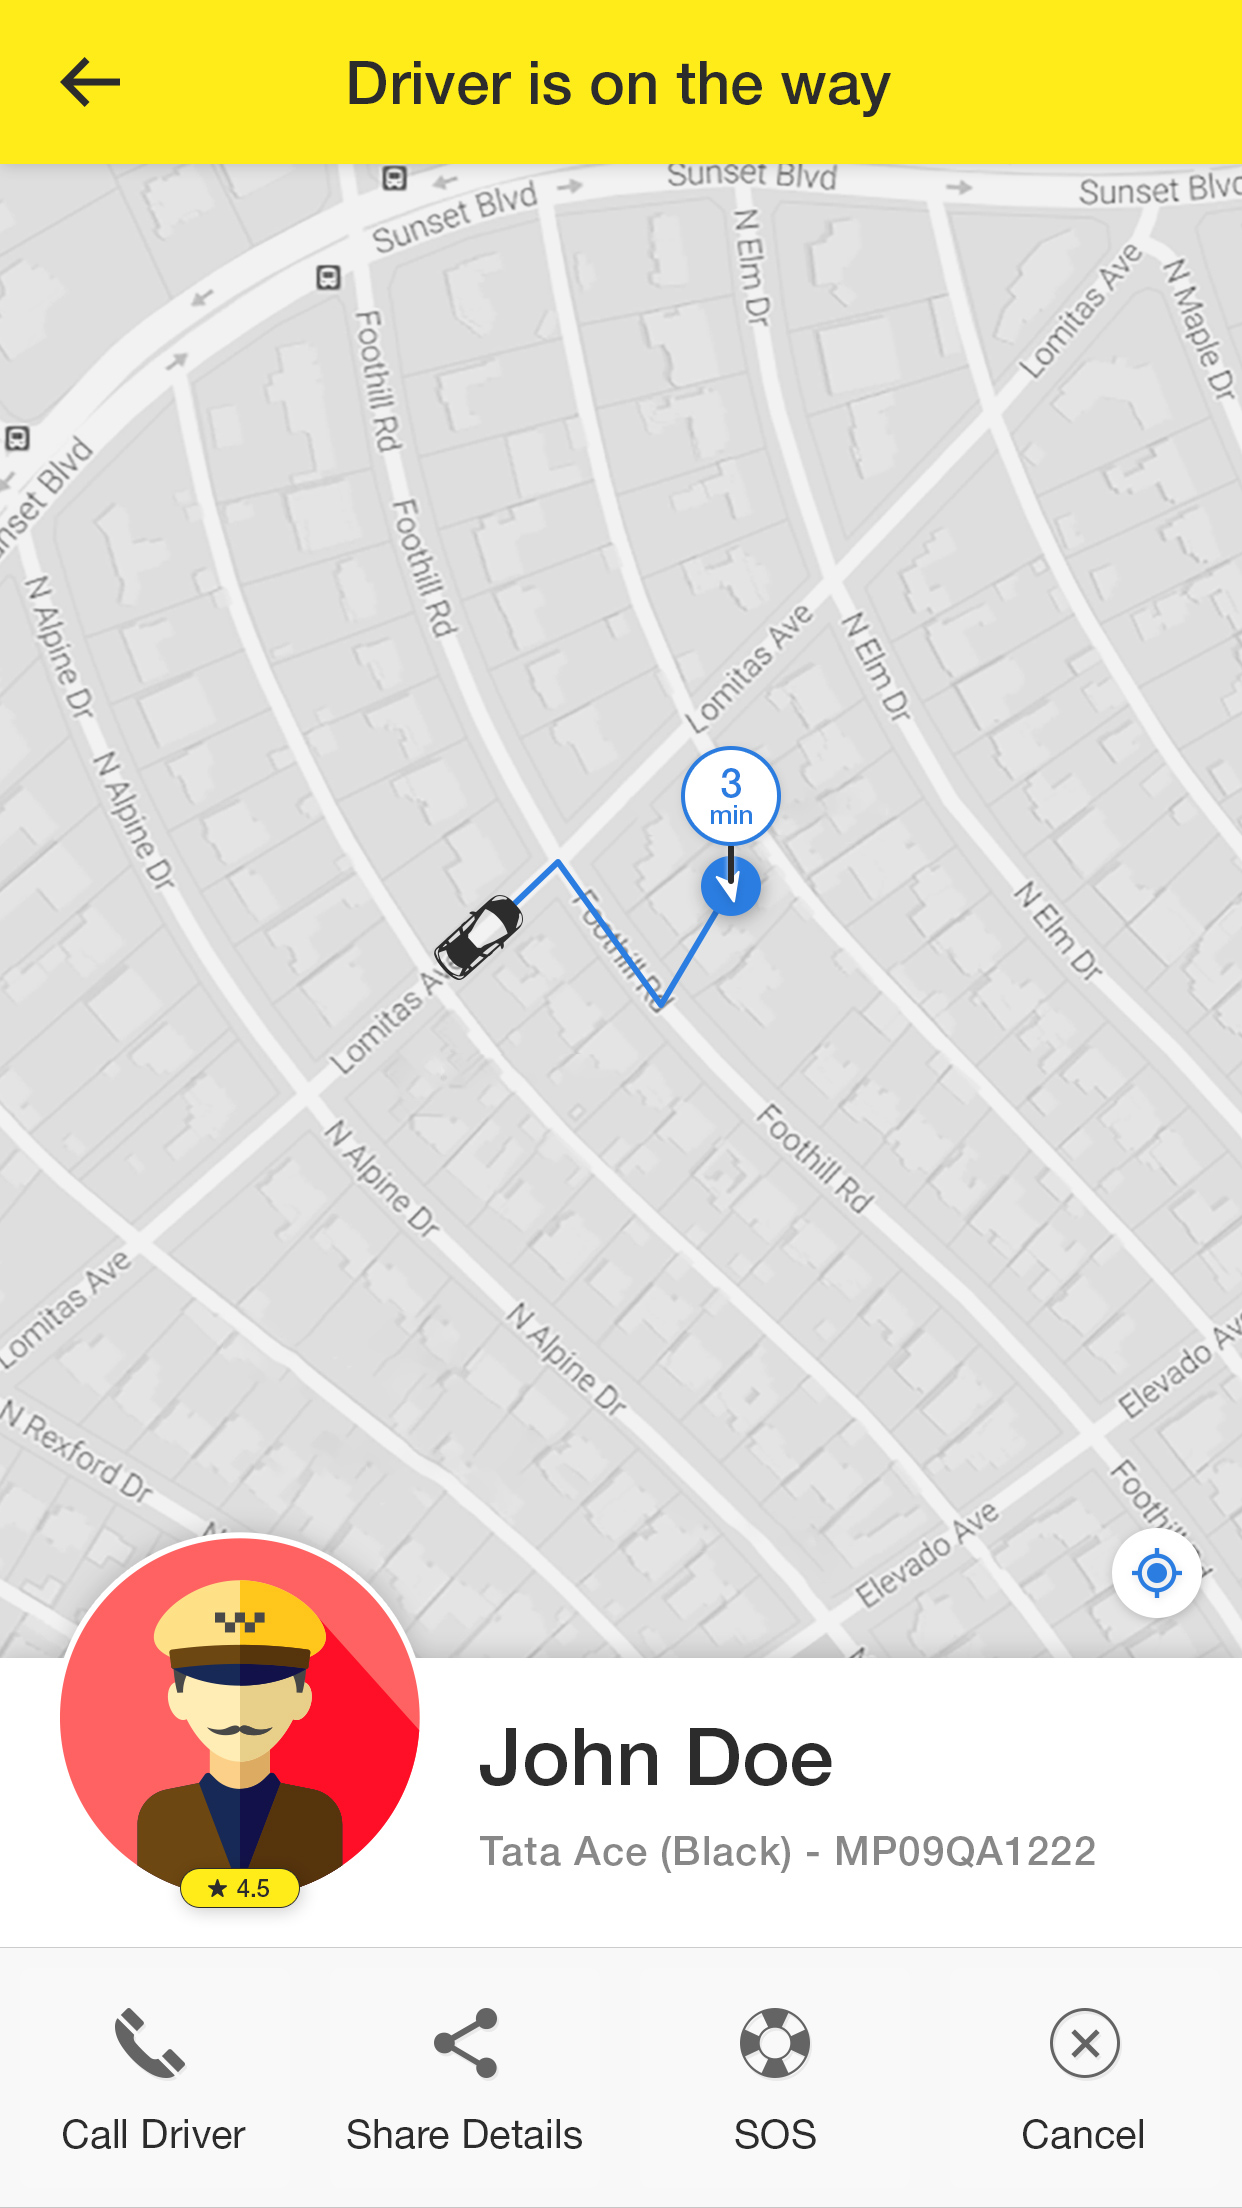 Driver is on the way
Sunset Blvd
Sunset Blvd
Sunset Blvd
N Elm Dr
Lomitas Ave
N Maple Dr
Foothill Rd
nset Blvd
Foothill Rd
N Alpine Dr
Lomitas Ave
N Elm Dr
N Alpine Dr
3
min
N Elm Dr
Foothill Rd
Lomitas Av
Foothill Rd
N Alpine Dr
Lomitas Ave
N Alpine Dr
Elevado Av
N Rexford Dr
Foothill
Elevado Ave
N
John Doe
Tata Ace (Black) - MP09QA1222
★ 4.5
Call Driver
Share Details
SOS
Cancel